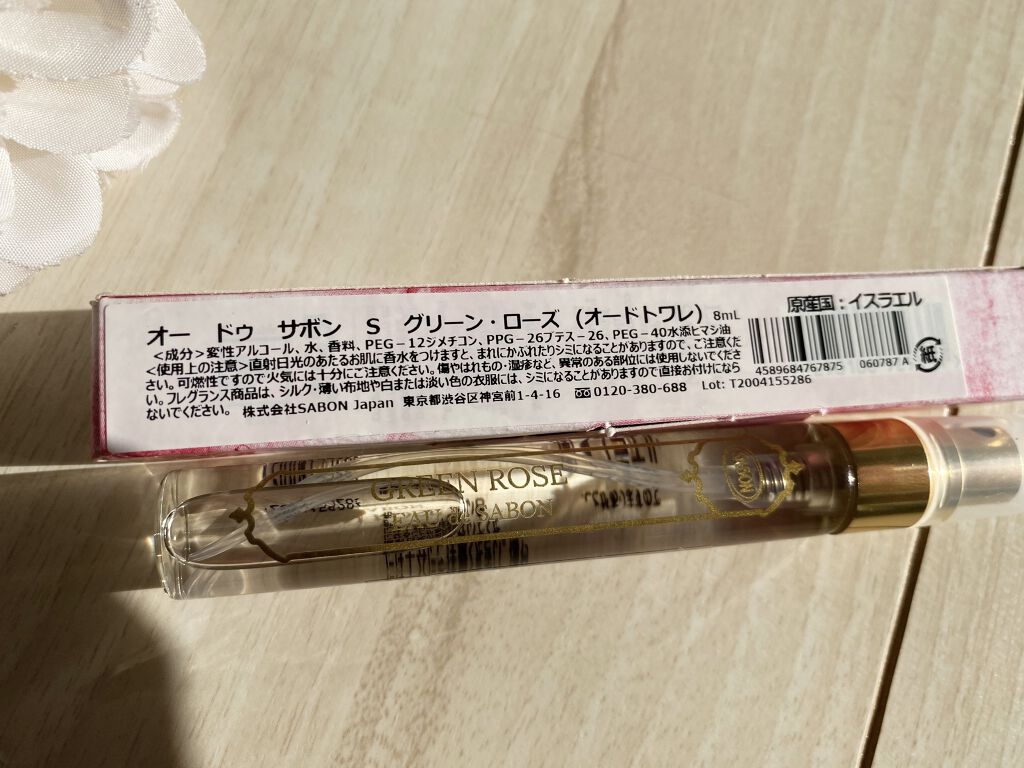 オー ドゥ サボン S グリーン・ローズ (オードトワレ) 8mL
原産国：イスラエル
<成分>変性アルコール、水、香料、PEG－12ジメチコン、PPG－26ブテス－26、PEG－40水添ヒマシ油
<使用上の注意>直射日光のあたるお肌に香水をつけますと、まれにかぶれたりシミになることがありますので、ご注意くださ
い。可燃性ですので火気には十分にご注意ください。傷やはれもの・湿疹など、異常のある部位には使用しないでくださ
い。フレグランス商品は、シルク・薄い布地や白または淡い色の衣服には、シミになることがありますので直接お付けになら
ないでください。 株式会社SABON Japan 東京都渋谷区神宮前1-4-16 0120-380-688 Lot: T2004155286
4589684767875 060787 A
紙
GREEN ROSE
EAU de SABON
SABON